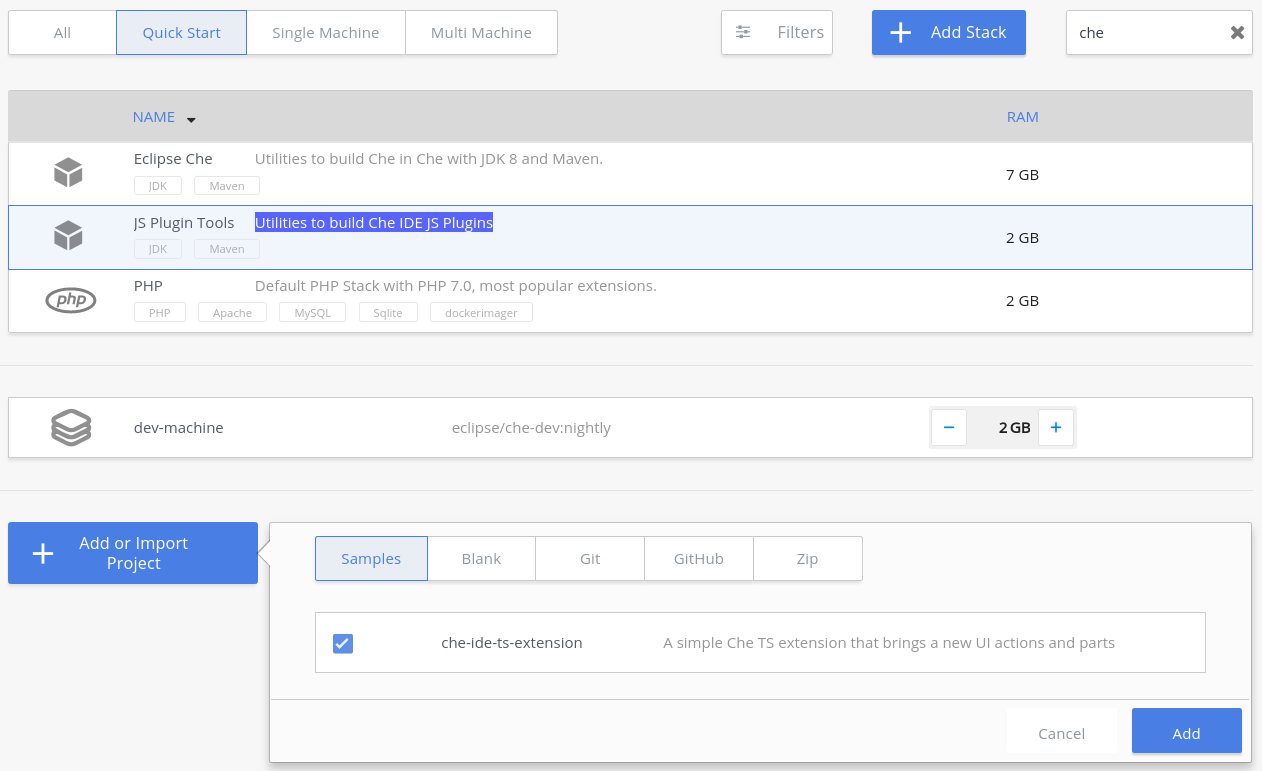 All Quick Start Single Machine Multi Machine Filters Add Stack che
NAME RAM
Eclipse Che Utilities to build Che in Che with JDK 8 and Maven.
7 GB
JDK Maven
JS Plugin Tools Utilities to build Che IDE JS Plugins
2 GB
JDK Maven
PHP Default PHP Stack with PHP 7.0, most popular extensions.
php
2 GB
PHP Apache MySQL Sqlite dockerimager
dev-machine eclipse/che-dev:nightly − 2 GB +
Add or Import
Project
Samples Blank Git GitHub Zip
che-ide-ts-extension A simple Che TS extension that brings a new UI actions and parts
Cancel Add